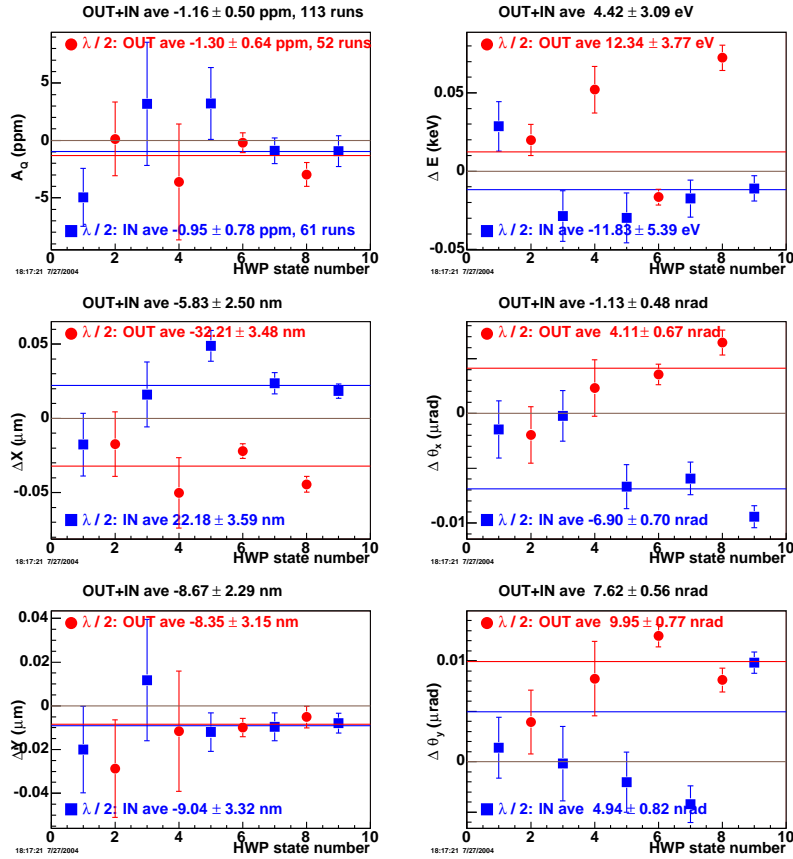 OUT+IN ave -1.16 ± 0.50 ppm, 113 runs
λ / 2: OUT ave -1.30 ± 0.64 ppm, 52 runs
A_Q (ppm)
5
0
-5
λ / 2: IN ave -0.95 ± 0.78 ppm, 61 runs
0 2 4 6 8 10
HWP state number
18:17:21 7/27/2004
OUT+IN ave 4.42 ± 3.09 eV
λ / 2: OUT ave 12.34 ± 3.77 eV
Δ E (keV)
0.05
0
-0.05
λ / 2: IN ave -11.83 ± 5.39 eV
0 2 4 6 8 10
HWP state number
18:17:21 7/27/2004
OUT+IN ave -5.83 ± 2.50 nm
λ / 2: OUT ave -32.21 ± 3.48 nm
ΔX (μm)
0.05
0
-0.05
λ / 2: IN ave 22.18 ± 3.59 nm
0 2 4 6 8 10
HWP state number
18:17:21 7/27/2004
OUT+IN ave -1.13 ± 0.48 nrad
λ / 2: OUT ave 4.11 ± 0.67 nrad
Δ θ_x (μrad)
0
-0.01
λ / 2: IN ave -6.90 ± 0.70 nrad
0 2 4 6 8 10
HWP state number
18:17:21 7/27/2004
OUT+IN ave -8.67 ± 2.29 nm
λ / 2: OUT ave -8.35 ± 3.15 nm
ΔY (μm)
0.04
0.02
0
-0.02
-0.04
λ / 2: IN ave -9.04 ± 3.32 nm
0 2 4 6 8 10
HWP state number
18:17:21 7/27/2004
OUT+IN ave 7.62 ± 0.56 nrad
λ / 2: OUT ave 9.95 ± 0.77 nrad
Δ θ_y (μrad)
0.01
0
λ / 2: IN ave 4.94 ± 0.82 nrad
0 2 4 6 8 10
HWP state number
18:17:21 7/27/2004